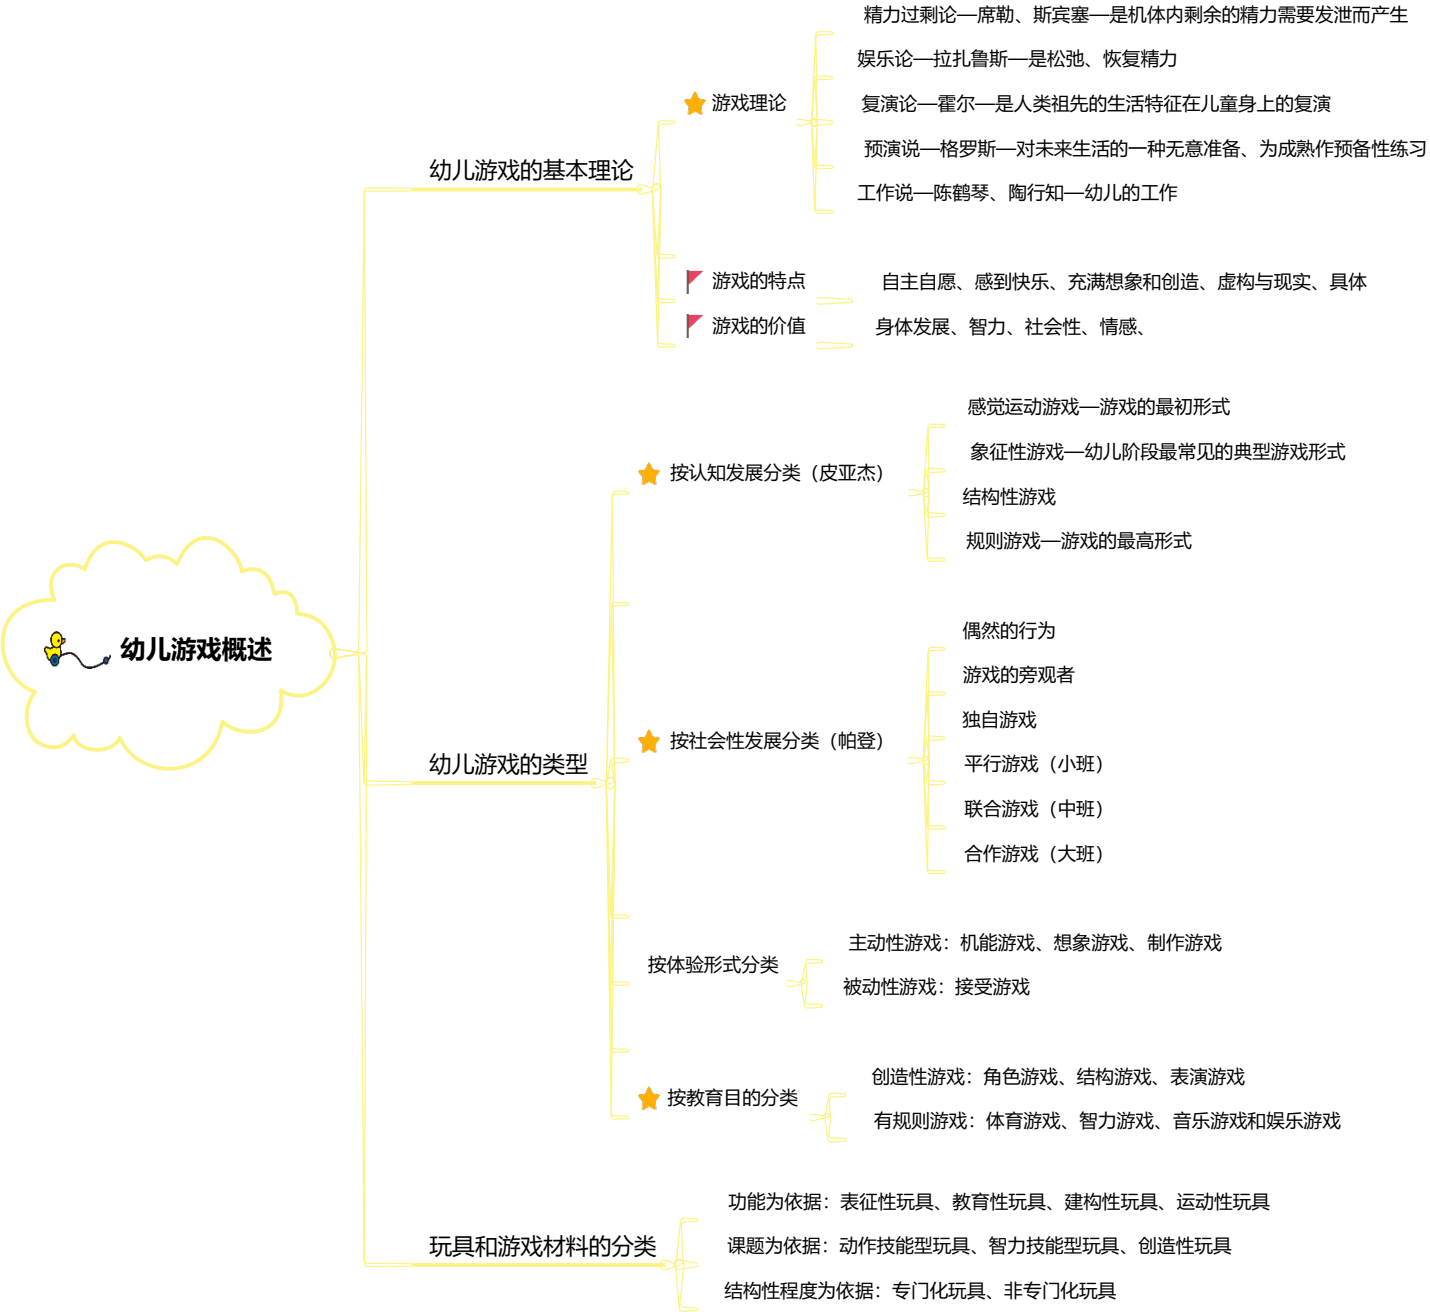 幼儿游戏概述
幼儿游戏的基本理论
游戏理论
精力过剩论—席勒、斯宾塞—是机体内剩余的精力需要发泄而产生
娱乐论—拉扎鲁斯—是松弛、恢复精力
复演论—霍尔—是人类祖先的生活特征在儿童身上的复演
预演说—格罗斯—对未来生活的一种无意准备、为成熟作预备性练习
工作说—陈鹤琴、陶行知—幼儿的工作
游戏的特点
自主自愿、感到快乐、充满想象和创造、虚构与现实、具体
游戏的价值
身体发展、智力、社会性、情感、
幼儿游戏的类型
按认知发展分类（皮亚杰）
感觉运动游戏—游戏的最初形式
象征性游戏—幼儿阶段最常见的典型游戏形式
结构性游戏
规则游戏—游戏的最高形式
按社会性发展分类（帕登）
偶然的行为
游戏的旁观者
独自游戏
平行游戏（小班）
联合游戏（中班）
合作游戏（大班）
按体验形式分类
主动性游戏：机能游戏、想象游戏、制作游戏
被动性游戏：接受游戏
按教育目的分类
创造性游戏：角色游戏、结构游戏、表演游戏
有规则游戏：体育游戏、智力游戏、音乐游戏和娱乐游戏
玩具和游戏材料的分类
功能为依据：表征性玩具、教育性玩具、建构性玩具、运动性玩具
课题为依据：动作技能型玩具、智力技能型玩具、创造性玩具
结构性程度为依据：专门化玩具、非专门化玩具